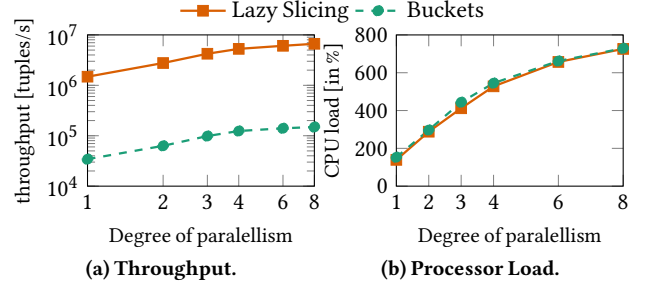 Lazy Slicing Buckets
throughput [tuples/s]
10^7
10^6
10^5
10^4
1 2 3 4 6 8
Degree of paralellism
(a) Throughput.
CPU load [in %]
800
600
400
200
0
1 2 3 4 6 8
Degree of paralellism
(b) Processor Load.